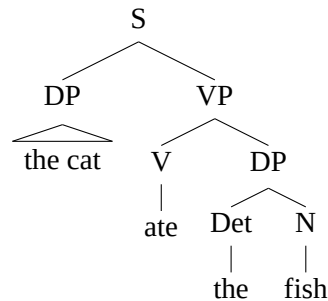 S
DP VP
the cat V DP
ate Det N
the fish